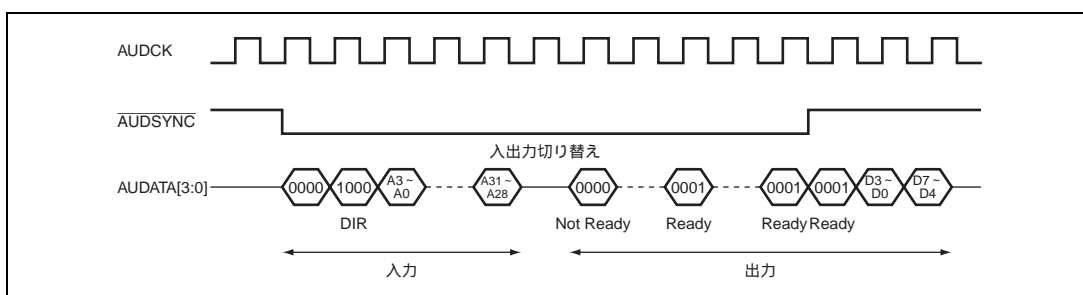 AUDCK
AUDSYNC
入出力切り替え
AUDATA[3:0]
0000
1000
A3～
A0
A31～
A28
0000
0001
0001
0001
D3～
D0
D7～
D4
DIR
Not Ready
Ready
Ready
Ready
入力
出力